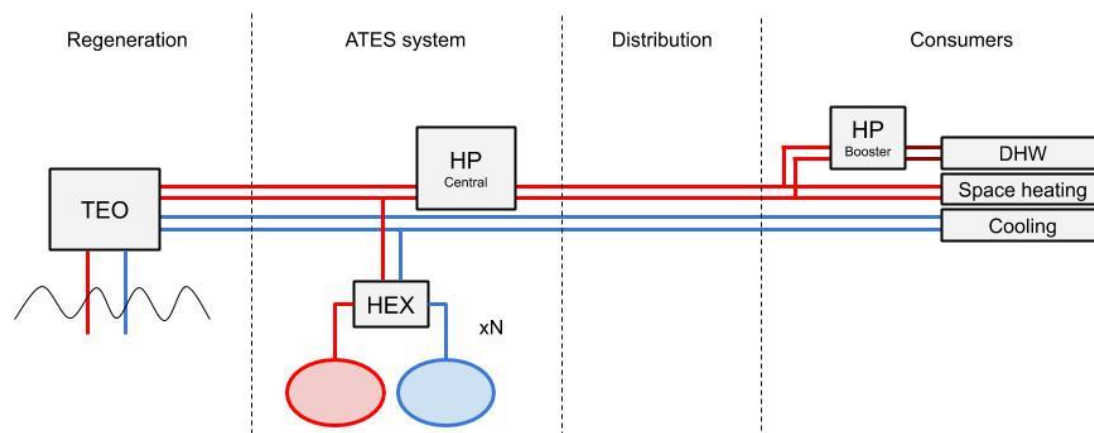 Regeneration
ATES system
Distribution
Consumers
HP
Booster
DHW
HP
Central
Space heating
TEO
Cooling
HEX
xN